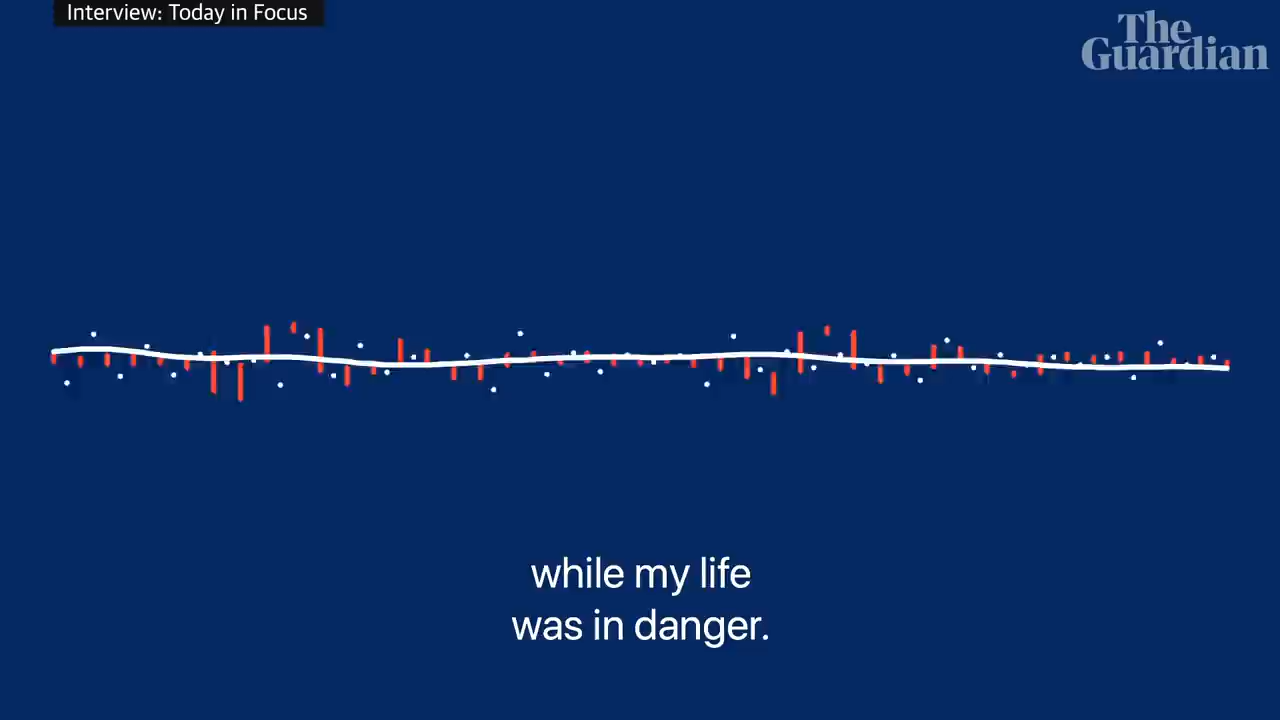 Interview: Today in Focus
The
Guardian
while my life
was in danger.